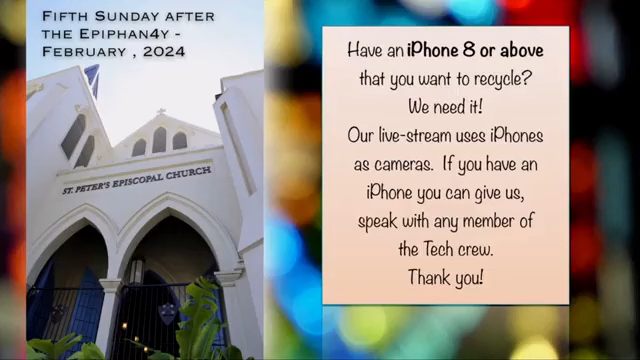 Fifth Sunday after
the Epiphan4y -
February , 2024
St. Peter's Episcopal Church
Have an iPhone 8 or above
that you want to recycle?
We need it!
Our live-stream uses iPhones
as cameras. If you have an
iPhone you can give us,
speak with any member of
the Tech crew.
Thank you!